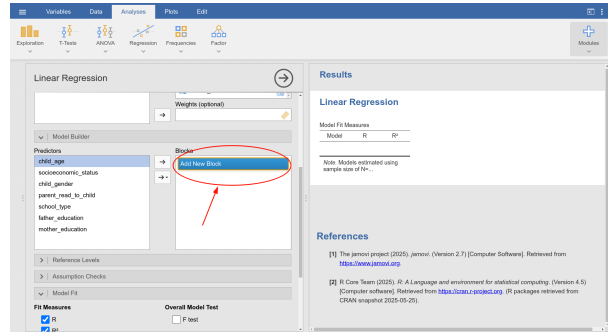 Variables Data Analyses Plots Edit
Exploration T-Tests ANOVA Regression Frequencies Factor Modules
Linear Regression
Weights (optional)
Model Builder
Predictors
Blocks
child_age
socioeconomic_status
child_gender
parent_read_to_child
school_type
father_education
mother_education
Add New Block
Reference Levels
Assumption Checks
Model Fit
Fit Measures
Overall Model Test
R
F test
R²
Results
Linear Regression
Model Fit Measures
Model R R²
Note. Models estimated using
sample size of N=...
References
[1] The jamovi project (2025). jamovi. (Version 2.7) [Computer Software]. Retrieved from
https://www.jamovi.org.
[2] R Core Team (2025). R: A Language and environment for statistical computing. (Version 4.5)
[Computer software]. Retrieved from https://cran.r-project.org. (R packages retrieved from
CRAN snapshot 2025-05-25).